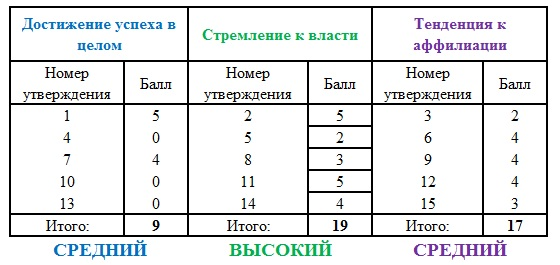 Достижение успеха в целом Стремление к власти Тенденция к аффилиации
Номер утверждения Балл Номер утверждения Балл Номер утверждения Балл
1 5 2 5 3 2
4 0 5 2 6 4
7 4 8 3 9 4
10 0 11 5 12 4
13 0 14 4 15 3
Итого: 9 Итого: 19 Итого: 17
СРЕДНИЙ ВЫСОКИЙ СРЕДНИЙ